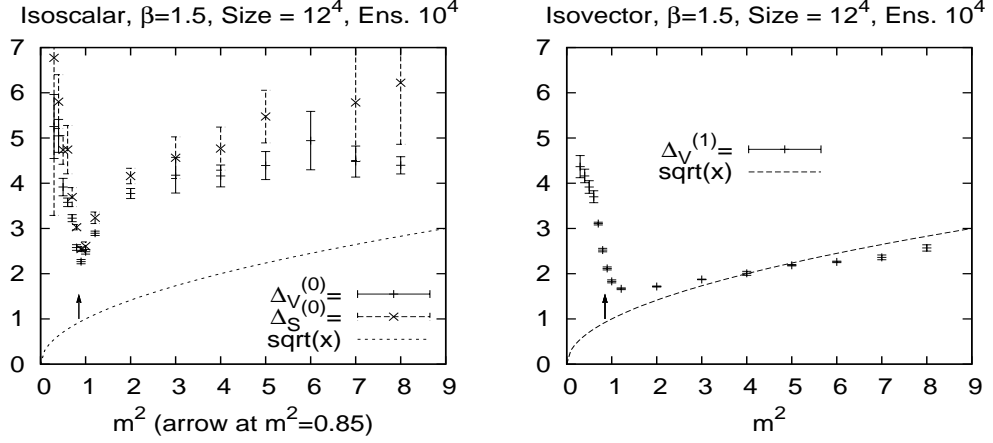 Isoscalar, β=1.5, Size = 12^4, Ens. 10^4
7
6
5
4
3
2
1
0
Δ_V^(0)=
Δ_S^(0)=
sqrt(x)
0 1 2 3 4 5 6 7 8 9
m^2 (arrow at m^2=0.85)
Isovector, β=1.5, Size = 12^4, Ens. 10^4
7
6
5
4
3
2
1
0
Δ_V^(1)=
sqrt(x)
0 1 2 3 4 5 6 7 8 9
m^2